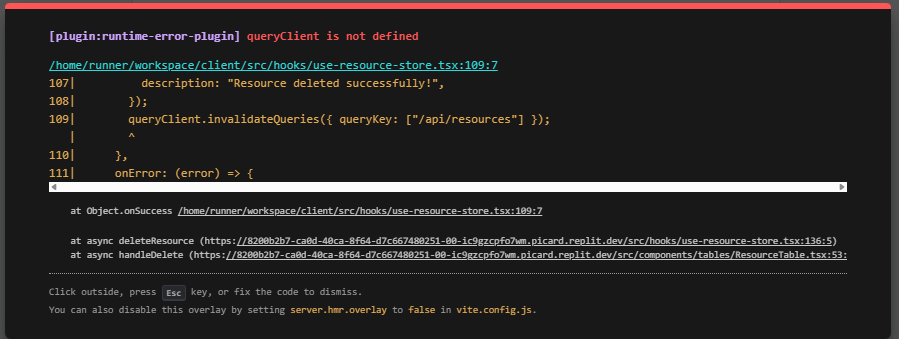 [plugin:runtime-error-plugin] queryClient is not defined
/home/runner/workspace/client/src/hooks/use-resource-store.tsx:109:7
107|          description: "Resource deleted successfully!",
108|        });
109|        queryClient.invalidateQueries({ queryKey: ["/api/resources"] });
   |        ^
110|      },
111|      onError: (error) => {
at Object.onSuccess /home/runner/workspace/client/src/hooks/use-resource-store.tsx:109:7
at async deleteResource (https://8200b2b7-ca0d-40ca-8f64-d7c667480251-00-ic9gzcpfo7wm.picard.replit.dev/src/hooks/use-resource-store.tsx:136:5)
at async handleDelete (https://8200b2b7-ca0d-40ca-8f64-d7c667480251-00-ic9gzcpfo7wm.picard.replit.dev/src/components/tables/ResourceTable.tsx:53:
Click outside, press Esc key, or fix the code to dismiss.
You can also disable this overlay by setting server.hmr.overlay to false in vite.config.js.